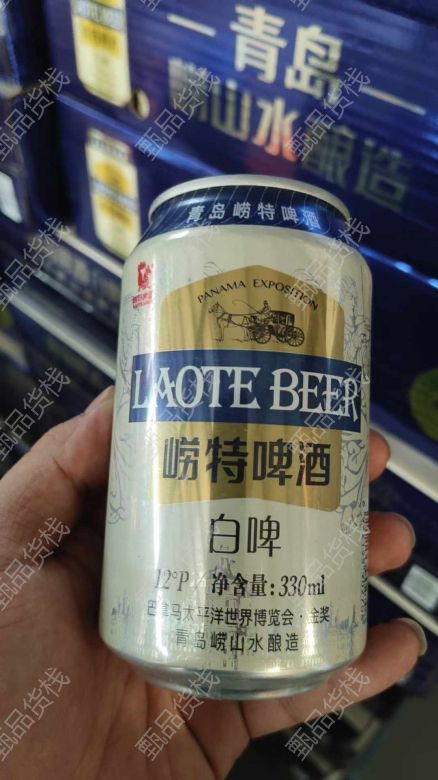 青岛
崂山水酿造
青岛崂特啤酒
PANAMA EXPOSITION
LAOTE BEER
崂特啤酒
白啤
12°P 净含量:330ml
巴拿马太平洋世界博览会·金奖
青岛崂山水酿造
甄品货栈